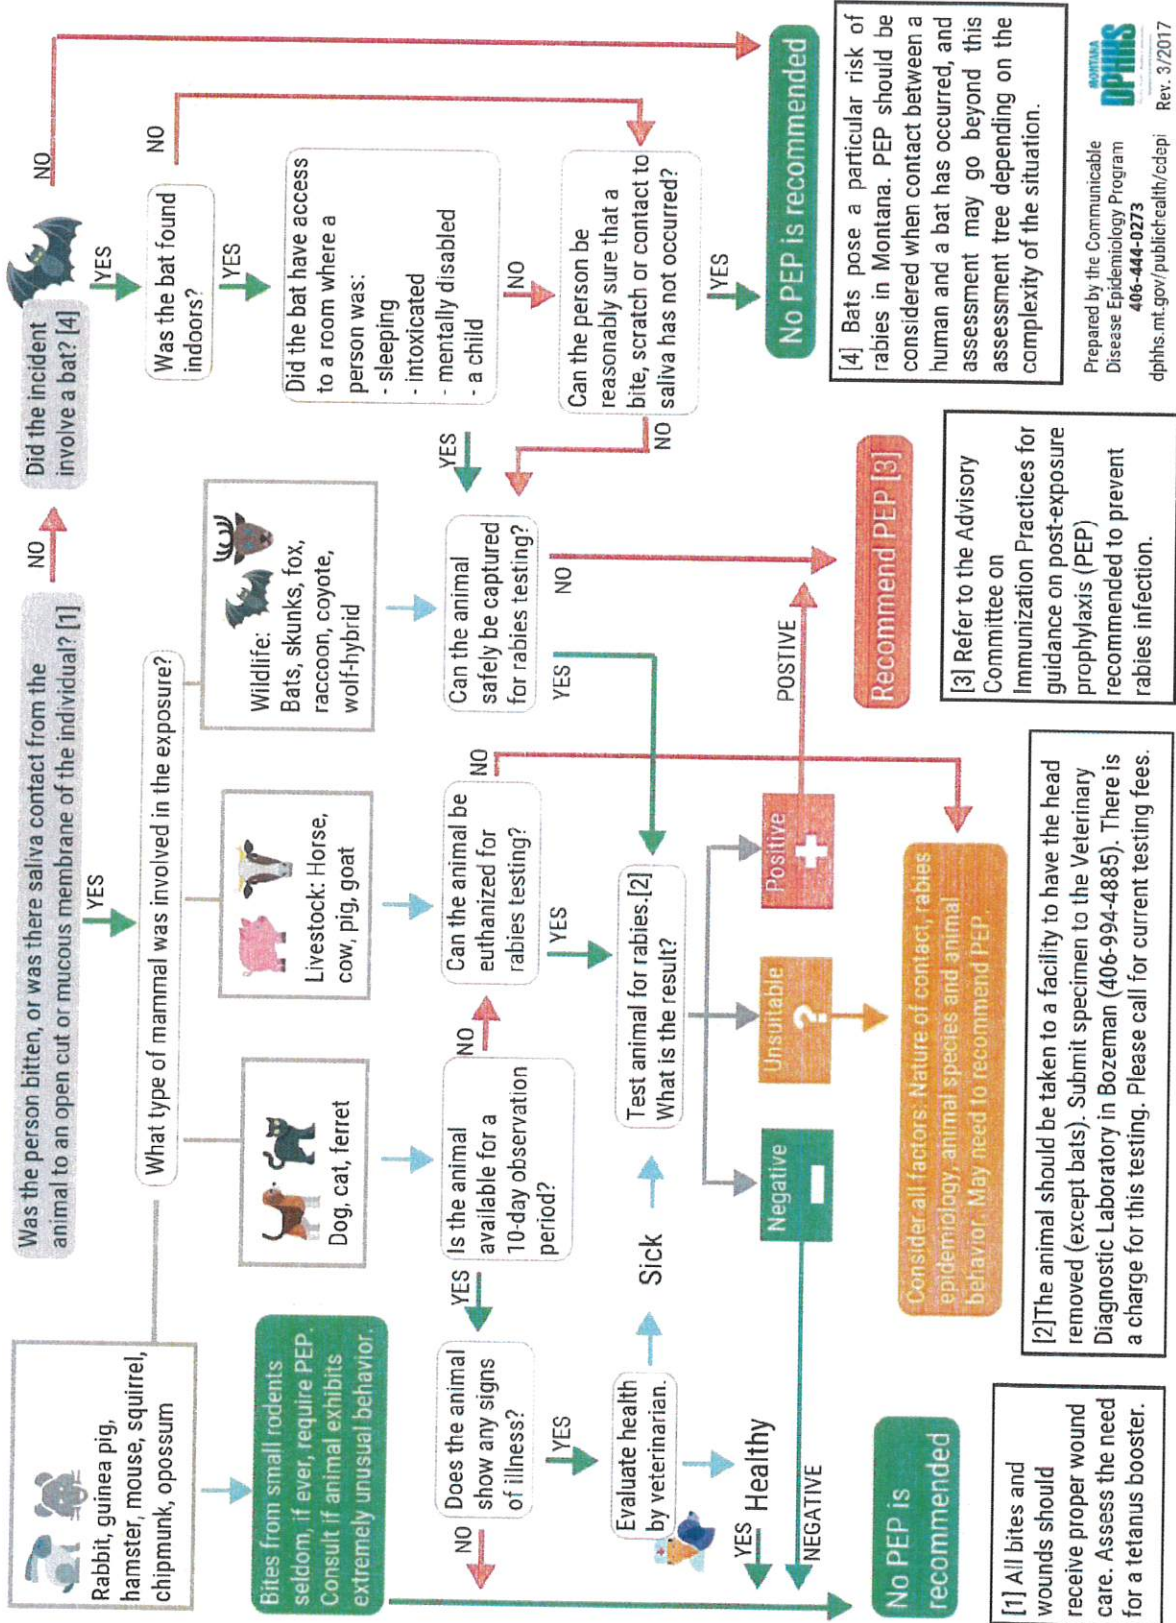 Was the person bitten, or was there saliva contact from the
animal to an open cut or mucous membrane of the individual? [1]
NO
Did the incident
involve a bat? [4]
NO
YES
YES
What type of mammal was involved in the exposure?
Was the bat found
indoors?
NO
YES
Rabbit, guinea pig,
hamster, mouse, squirrel,
chipmunk, opossum
Dog, cat, ferret
Livestock: Horse,
cow, pig, goat
Wildlife:
Bats, skunks, fox,
raccoon, coyote,
wolf-hybrid
Did the bat have access
to a room where a
person was:
- sleeping
- intoxicated
- mentally disabled
- a child
YES
NO
Bites from small rodents
seldom, if ever, require PEP.
Consult if animal exhibits
extremely unusual behavior.
Is the animal
available for a
10-day observation
period?
YES
NO
Can the animal be
euthanized for
rabies testing?
NO
YES
Can the animal
safely be captured
for rabies testing?
YES
NO
Can the person be
reasonably sure that a
bite, scratch or contact to
saliva has not occurred?
NO
YES
Does the animal
show any signs
of illness?
NO
YES
Evaluate health
by veterinarian.
Sick
Test animal for rabies.[2]
What is the result?
YES
Healthy
NEGATIVE
Negative
Unsuitable
?
Positive
POSTIVE
No PEP is recommended
Recommend PEP [3]
No PEP is
recommended
Consider all factors: Nature of contact, rabies
epidemiology, animal species and animal
behavior. May need to recommend PEP.
[1] All bites and
wounds should
receive proper wound
care. Assess the need
for a tetanus booster.
[2]The animal should be taken to a facility to have the head
removed (except bats). Submit specimen to the Veterinary
Diagnostic Laboratory in Bozeman (406-994-4885). There is
a charge for this testing. Please call for current testing fees.
[3] Refer to the Advisory
Committee on
Immunization Practices for
guidance on post-exposure
prophylaxis (PEP)
recommended to prevent
rabies infection.
[4] Bats pose a particular risk of
rabies in Montana. PEP should be
considered when contact between a
human and a bat has occurred, and
assessment may go beyond this
assessment tree depending on the
complexity of the situation.
Prepared by the Communicable
Disease Epidemiology Program
406-444-0273
dphhs.mt.gov/publichealth/cdepi
MONTANA
DPHHS
Rev. 3/2017